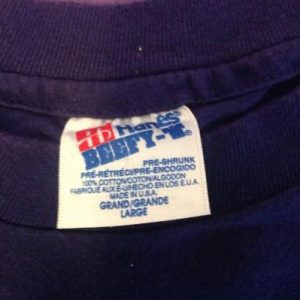 Hanes®
BEEFY-T®
PRE-SHRUNK
PRÉ-RÉTRÉCI/PRE-ENCOGIDO
100% COTTON/COTON/ALGODON
FABRIQUÉ AUX E-U/HECHO EN LOS E.U.A.
MADE IN U.S.A.
GRAND/GRANDE
LARGE